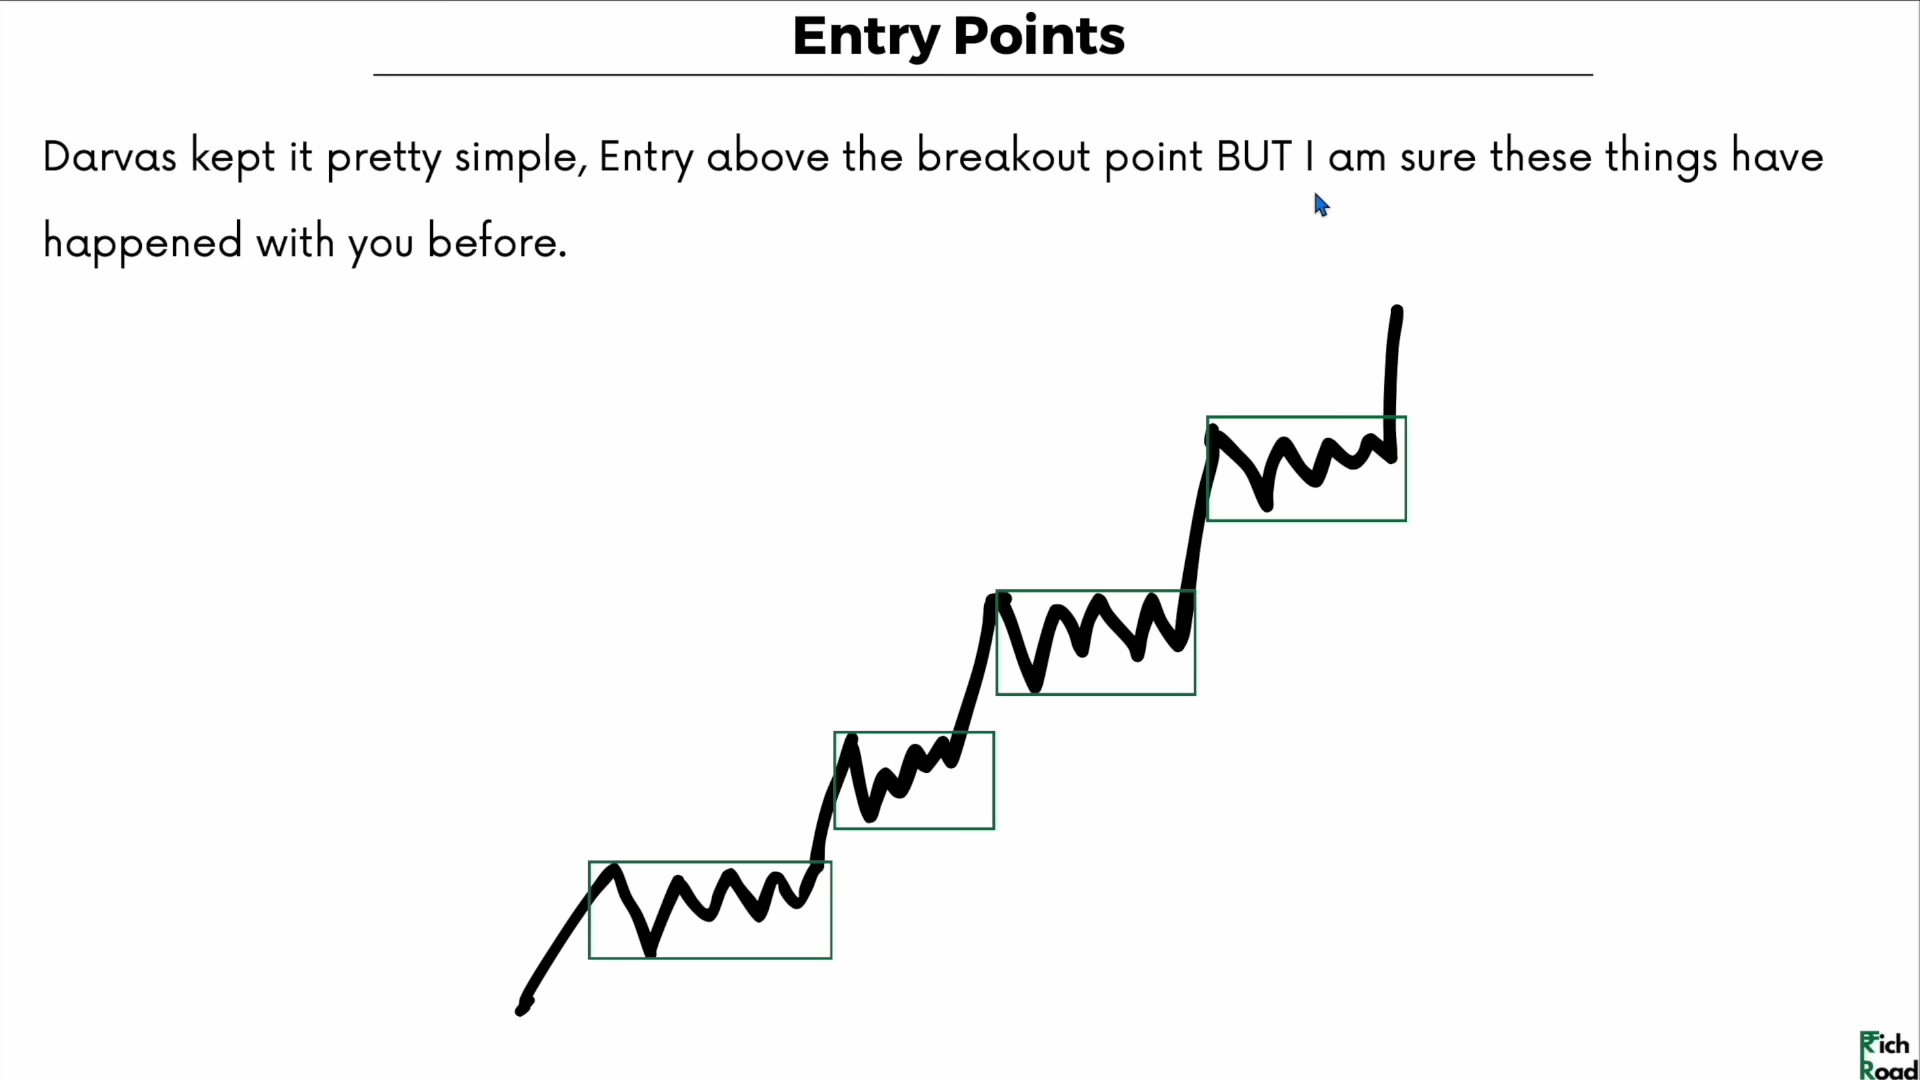 Entry Points
Darvas kept it pretty simple, Entry above the breakout point BUT I am sure these things have
happened with you before.
₹ich
Road